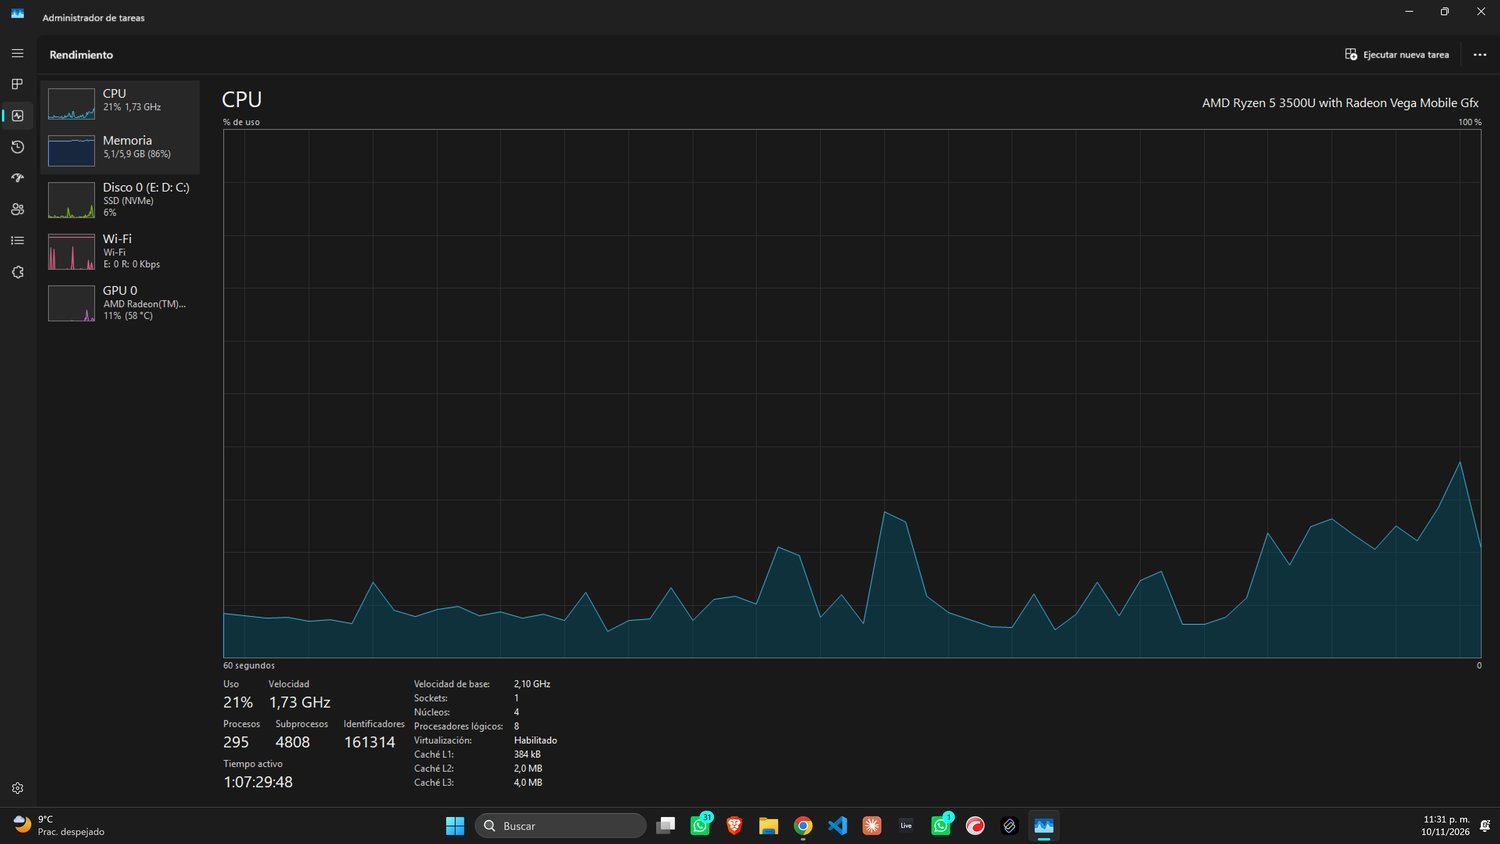 Administrador de tareas
Rendimiento
Ejecutar nueva tarea
CPU
21% 1,73 GHz
Memoria
5,1/5,9 GB (86%)
Disco 0 (E: D: C:)
SSD (NVMe)
6%
Wi-Fi
Wi-Fi
E: 0 R: 0 Kbps
GPU 0
AMD Radeon(TM)...
11% (58 °C)
CPU
AMD Ryzen 5 3500U with Radeon Vega Mobile Gfx
% de uso
100 %
60 segundos
0
Uso
Velocidad
21%
1,73 GHz
Procesos
Subprocesos
Identificadores
295
4808
161314
Tiempo activo
1:07:29:48
Velocidad de base: 2,10 GHz
Sockets: 1
Núcleos: 4
Procesadores lógicos: 8
Virtualización: Habilitado
Caché L1: 384 kB
Caché L2: 2,0 MB
Caché L3: 4,0 MB
9°C
Prac. despejado
Buscar
31
Live
1
11:31 p. m.
10/11/2026